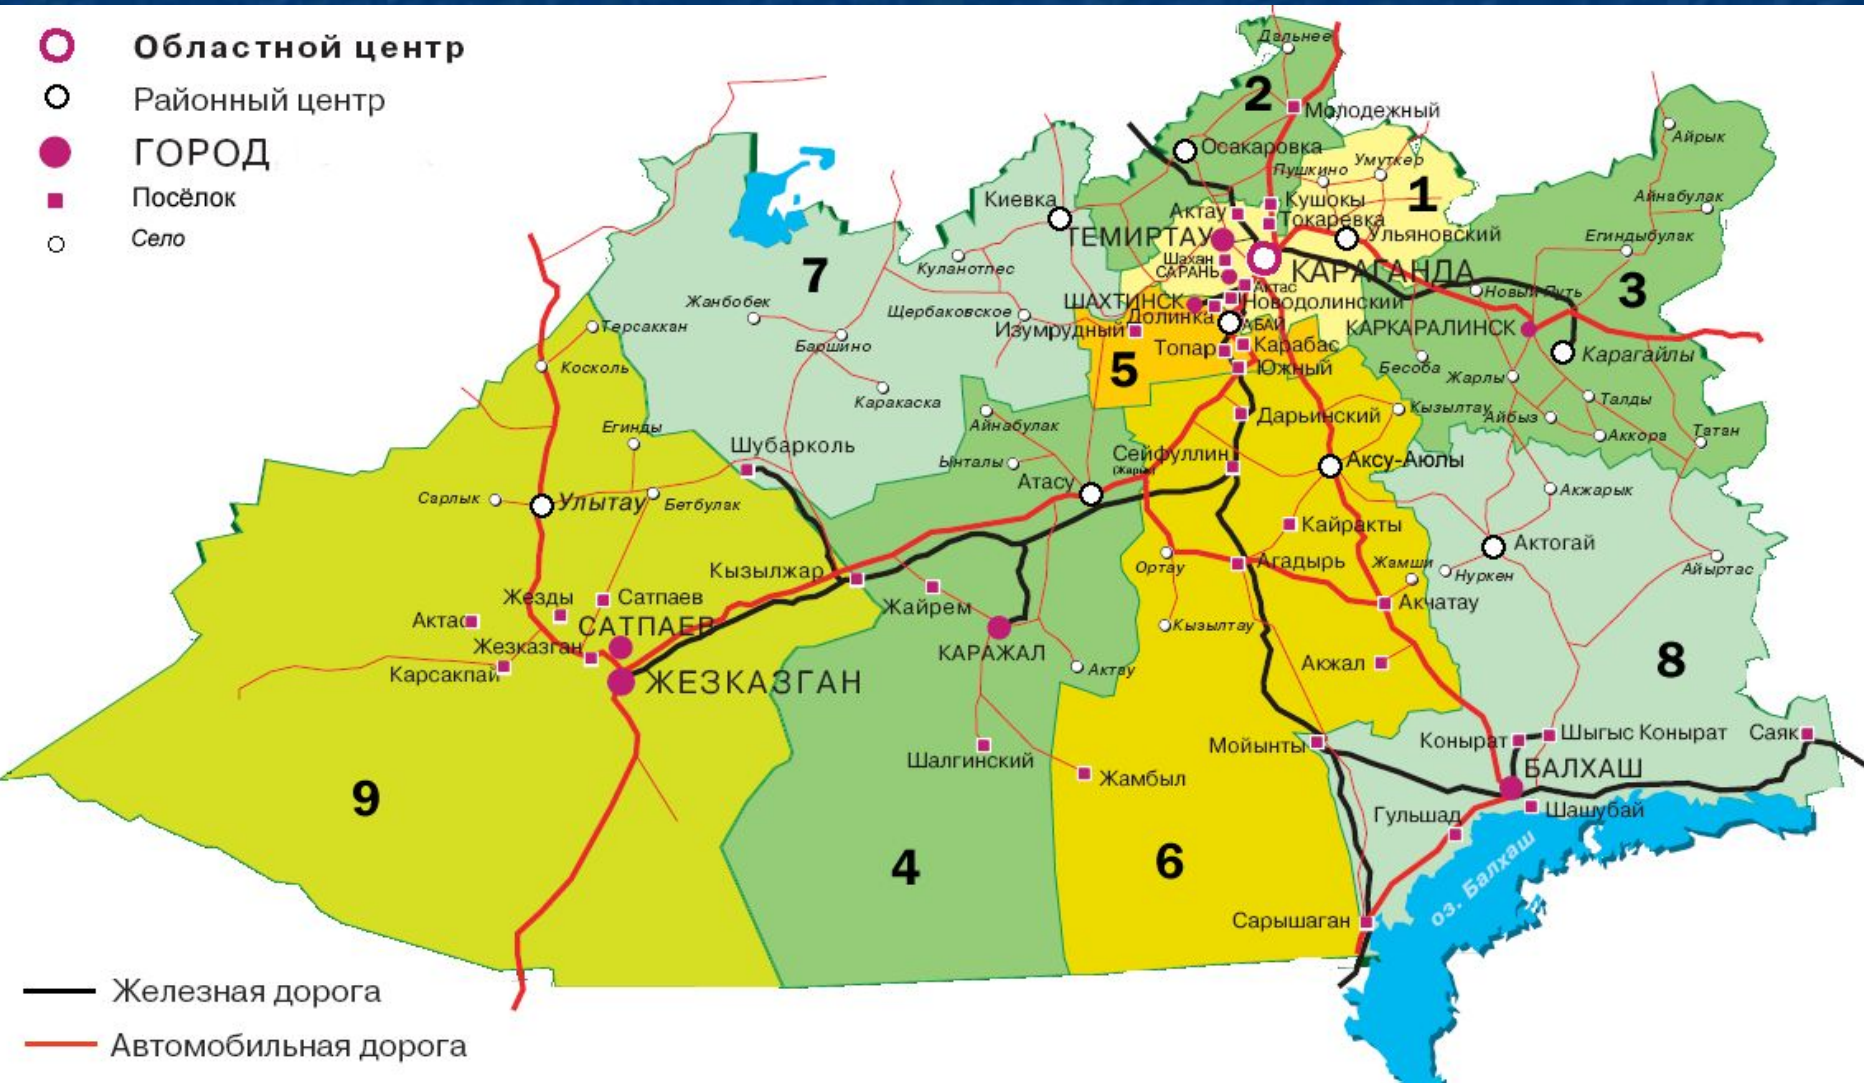 Областной центр
Районный центр
ГОРОД
Посёлок
Село
Дальнее
2
Молодежный
Осакаровка
Пушкино
Умуткер
1
Айрык
Айнабулак
Егиндыбулак
3
Киевка
Актау
Кушокы
Токаревка
ТЕМИРТАУ
Ульяновский
Шахан
САРАНЬ
КАРАГАНДА
Актас
Новый Путь
ШАХТИНСК
Новодолинский
Долинка
АБАЙ
Изумрудный
КАРКАРАЛИНСК
Карагайлы
Топар
Карабас
Южный
5
Бесоба
Жарлы
Талды
Айбыз
Аккора
Татан
7
Куланотпес
Жанбобек
Щербаковское
Баршино
Каракаска
Терсаккан
Косколь
Егинды
Шубарколь
Айнабулак
Ынталы
Атасу
Дарьинский
Кызылтау
Сейфуллин
(Жарык)
Аксу-Аюлы
Акжарык
Сарлык
Улытау
Бетбулак
Кайракты
Актогай
Айыртас
Нуркен
Ортау
Агадырь
Жамши
Акчатау
Кызылжар
Жайрем
КАРАЖАЛ
Кызылтау
Актау
Акжал
8
Жезды
Сатпаев
Актас
САТПАЕВ
Жезказган
Карсакпай
ЖЕЗКАЗГАН
Шалгинский
Жамбыл
Мойынты
Конырат
Шыгыс Конырат
Саяк
БАЛХАШ
Шашубай
Гульшад
9
4
6
оз. Балхаш
Сарышаган
Железная дорога
Автомобильная дорога